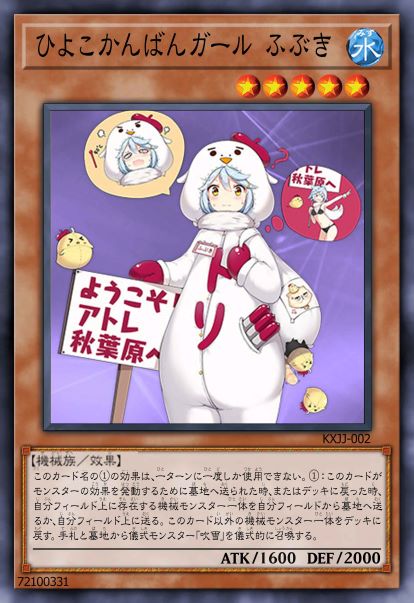 ひよこかんばんガール ふぶき
みず
水
アトレ
秋葉原へ
ふぶき
トリ
ようこそ!
アトレ
秋葉原へ
KXJJ-002
【機械族/効果】
このカード名の①の効果は、一ターンに一度しか使用できない。①:このカードが
モンスターの効果を発動するために墓地へ送られた時、またはデッキに戻った時、
自分フィールド上に存在する機械モンスター一体を自分フィールドから墓地へ送
るか、自分フィールド上に送る。このカード以外の機械モンスター一体をデッキに
戻す。手札と墓地から儀式モンスター「吹雪」を儀式的に召喚する。
ATK/1600 DEF/2000
72100331